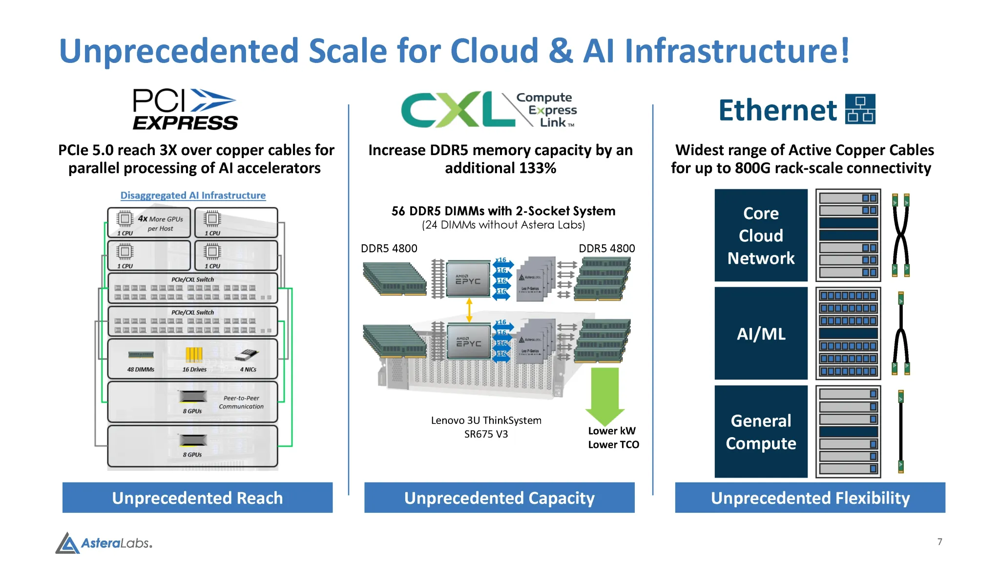 Unprecedented Scale for Cloud & AI Infrastructure!
PCI
EXPRESS
PCIe 5.0 reach 3X over copper cables for
parallel processing of AI accelerators
Disaggregated AI Infrastructure
4x More GPUs
per Host
1 CPU
1 CPU
1 CPU
1 CPU
PCIe/CXL Switch
PCIe/CXL Switch
48 DIMMs
16 Drives
4 NICs
Peer-to-Peer
Communication
8 GPUs
8 GPUs
Unprecedented Reach
CXL
Compute
Express
Link™
Increase DDR5 memory capacity by an
additional 133%
56 DDR5 DIMMs with 2-Socket System
(24 DIMMs without Astera Labs)
DDR5 4800
DDR5 4800
AMD
EPYC
x16
x16
x16
x16
AsteraLabs
Leo P-Series
AMD
EPYC
x16
x16
x16
x16
AsteraLabs
Leo P-Series
Lenovo 3U ThinkSystem
SR675 V3
Lower kW
Lower TCO
Unprecedented Capacity
Ethernet
Widest range of Active Copper Cables
for up to 800G rack-scale connectivity
Core
Cloud
Network
AI/ML
General
Compute
Unprecedented Flexibility
AsteraLabs.
7